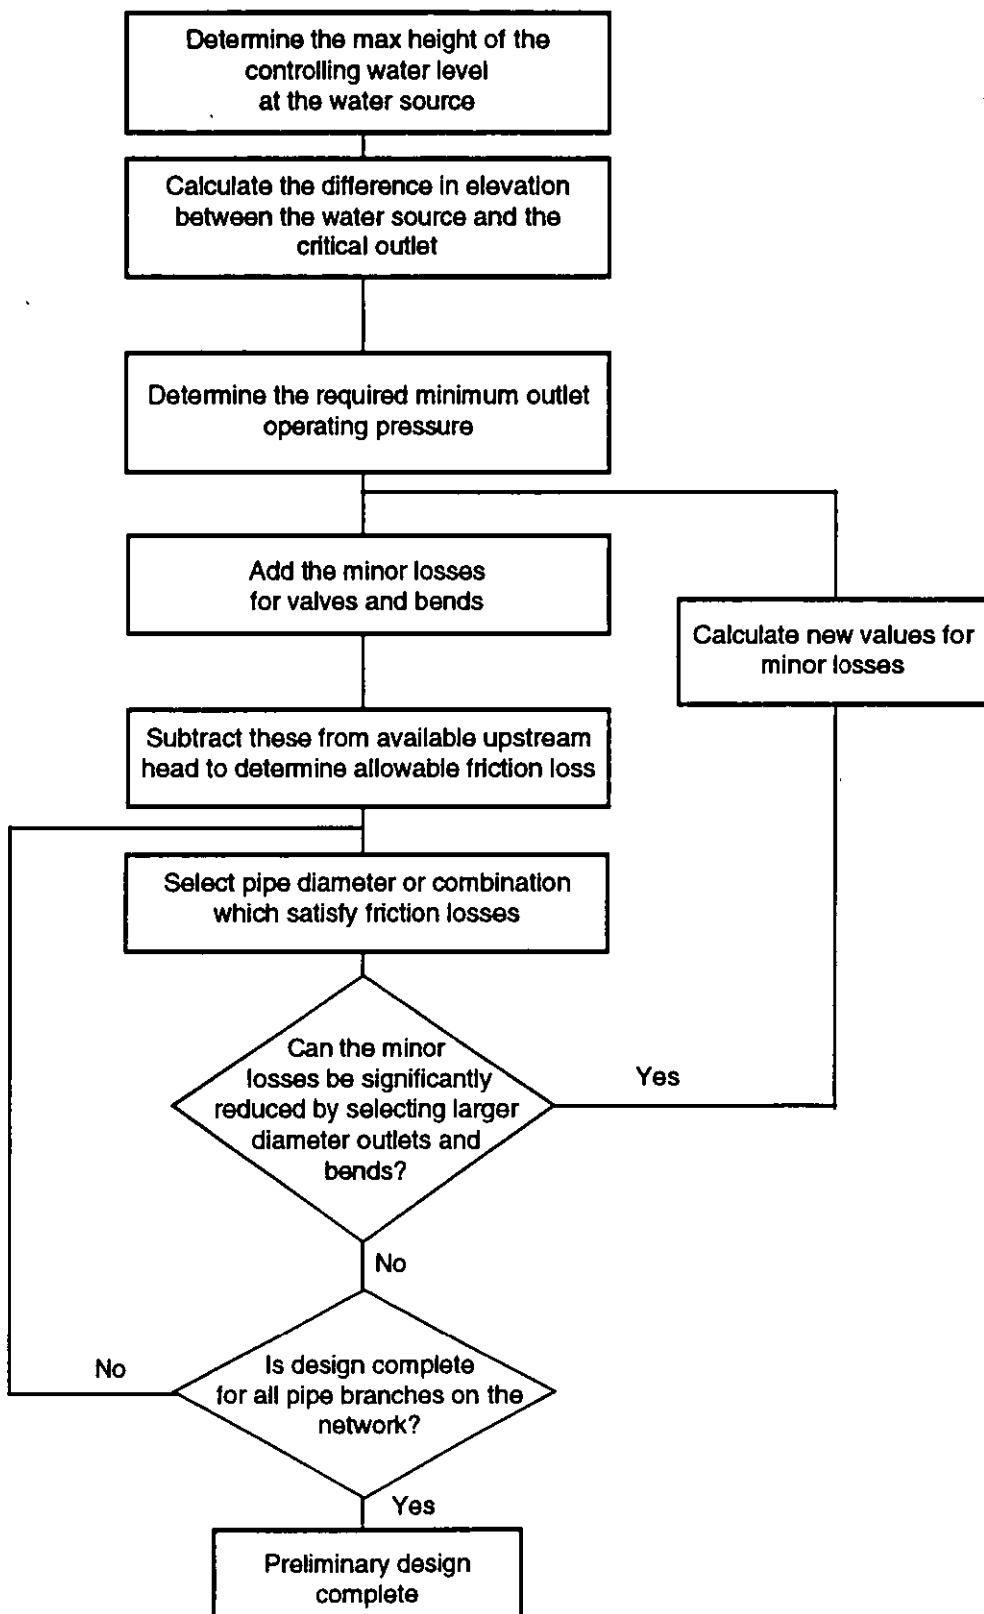 Determine the max height of the
controlling water level
at the water source
Calculate the difference in elevation
between the water source and the
critical outlet
Determine the required minimum outlet
operating pressure
Add the minor losses
for valves and bends
Calculate new values for
minor losses
Subtract these from available upstream
head to determine allowable friction loss
Select pipe diameter or combination
which satisfy friction losses
Can the minor
losses be significantly
reduced by selecting larger
diameter outlets and
bends?
Yes
No
No
Is design complete
for all pipe branches on the
network?
Yes
Preliminary design
complete